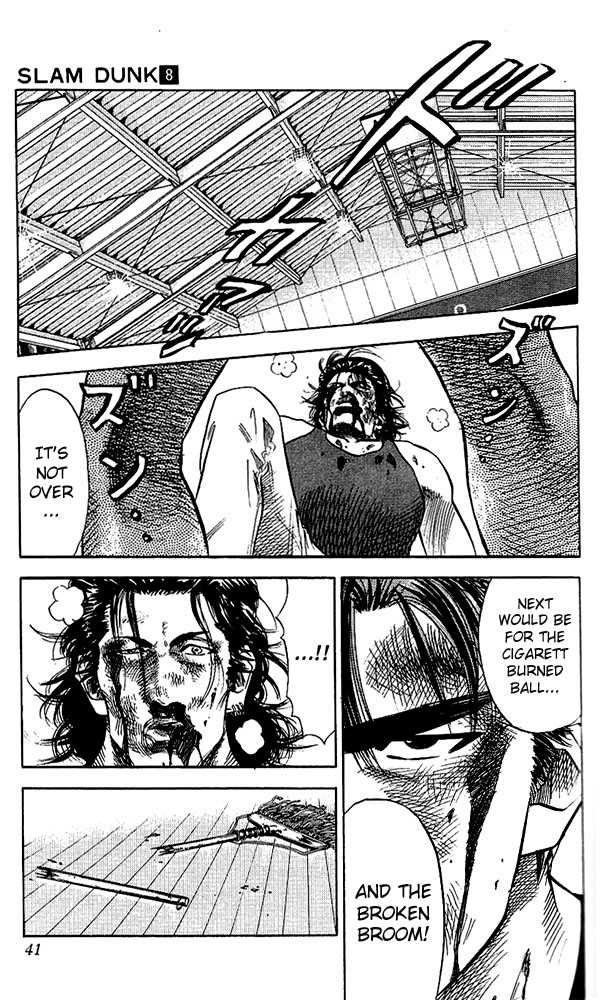 SLAM DUNK 8
ドカァッ
ズン
ズン
IT'S
NOT
OVER
...
NEXT
WOULD BE
FOR THE
CIGARETT
BURNED
BALL...
...!!
AND THE
BROKEN
BROOM!
41